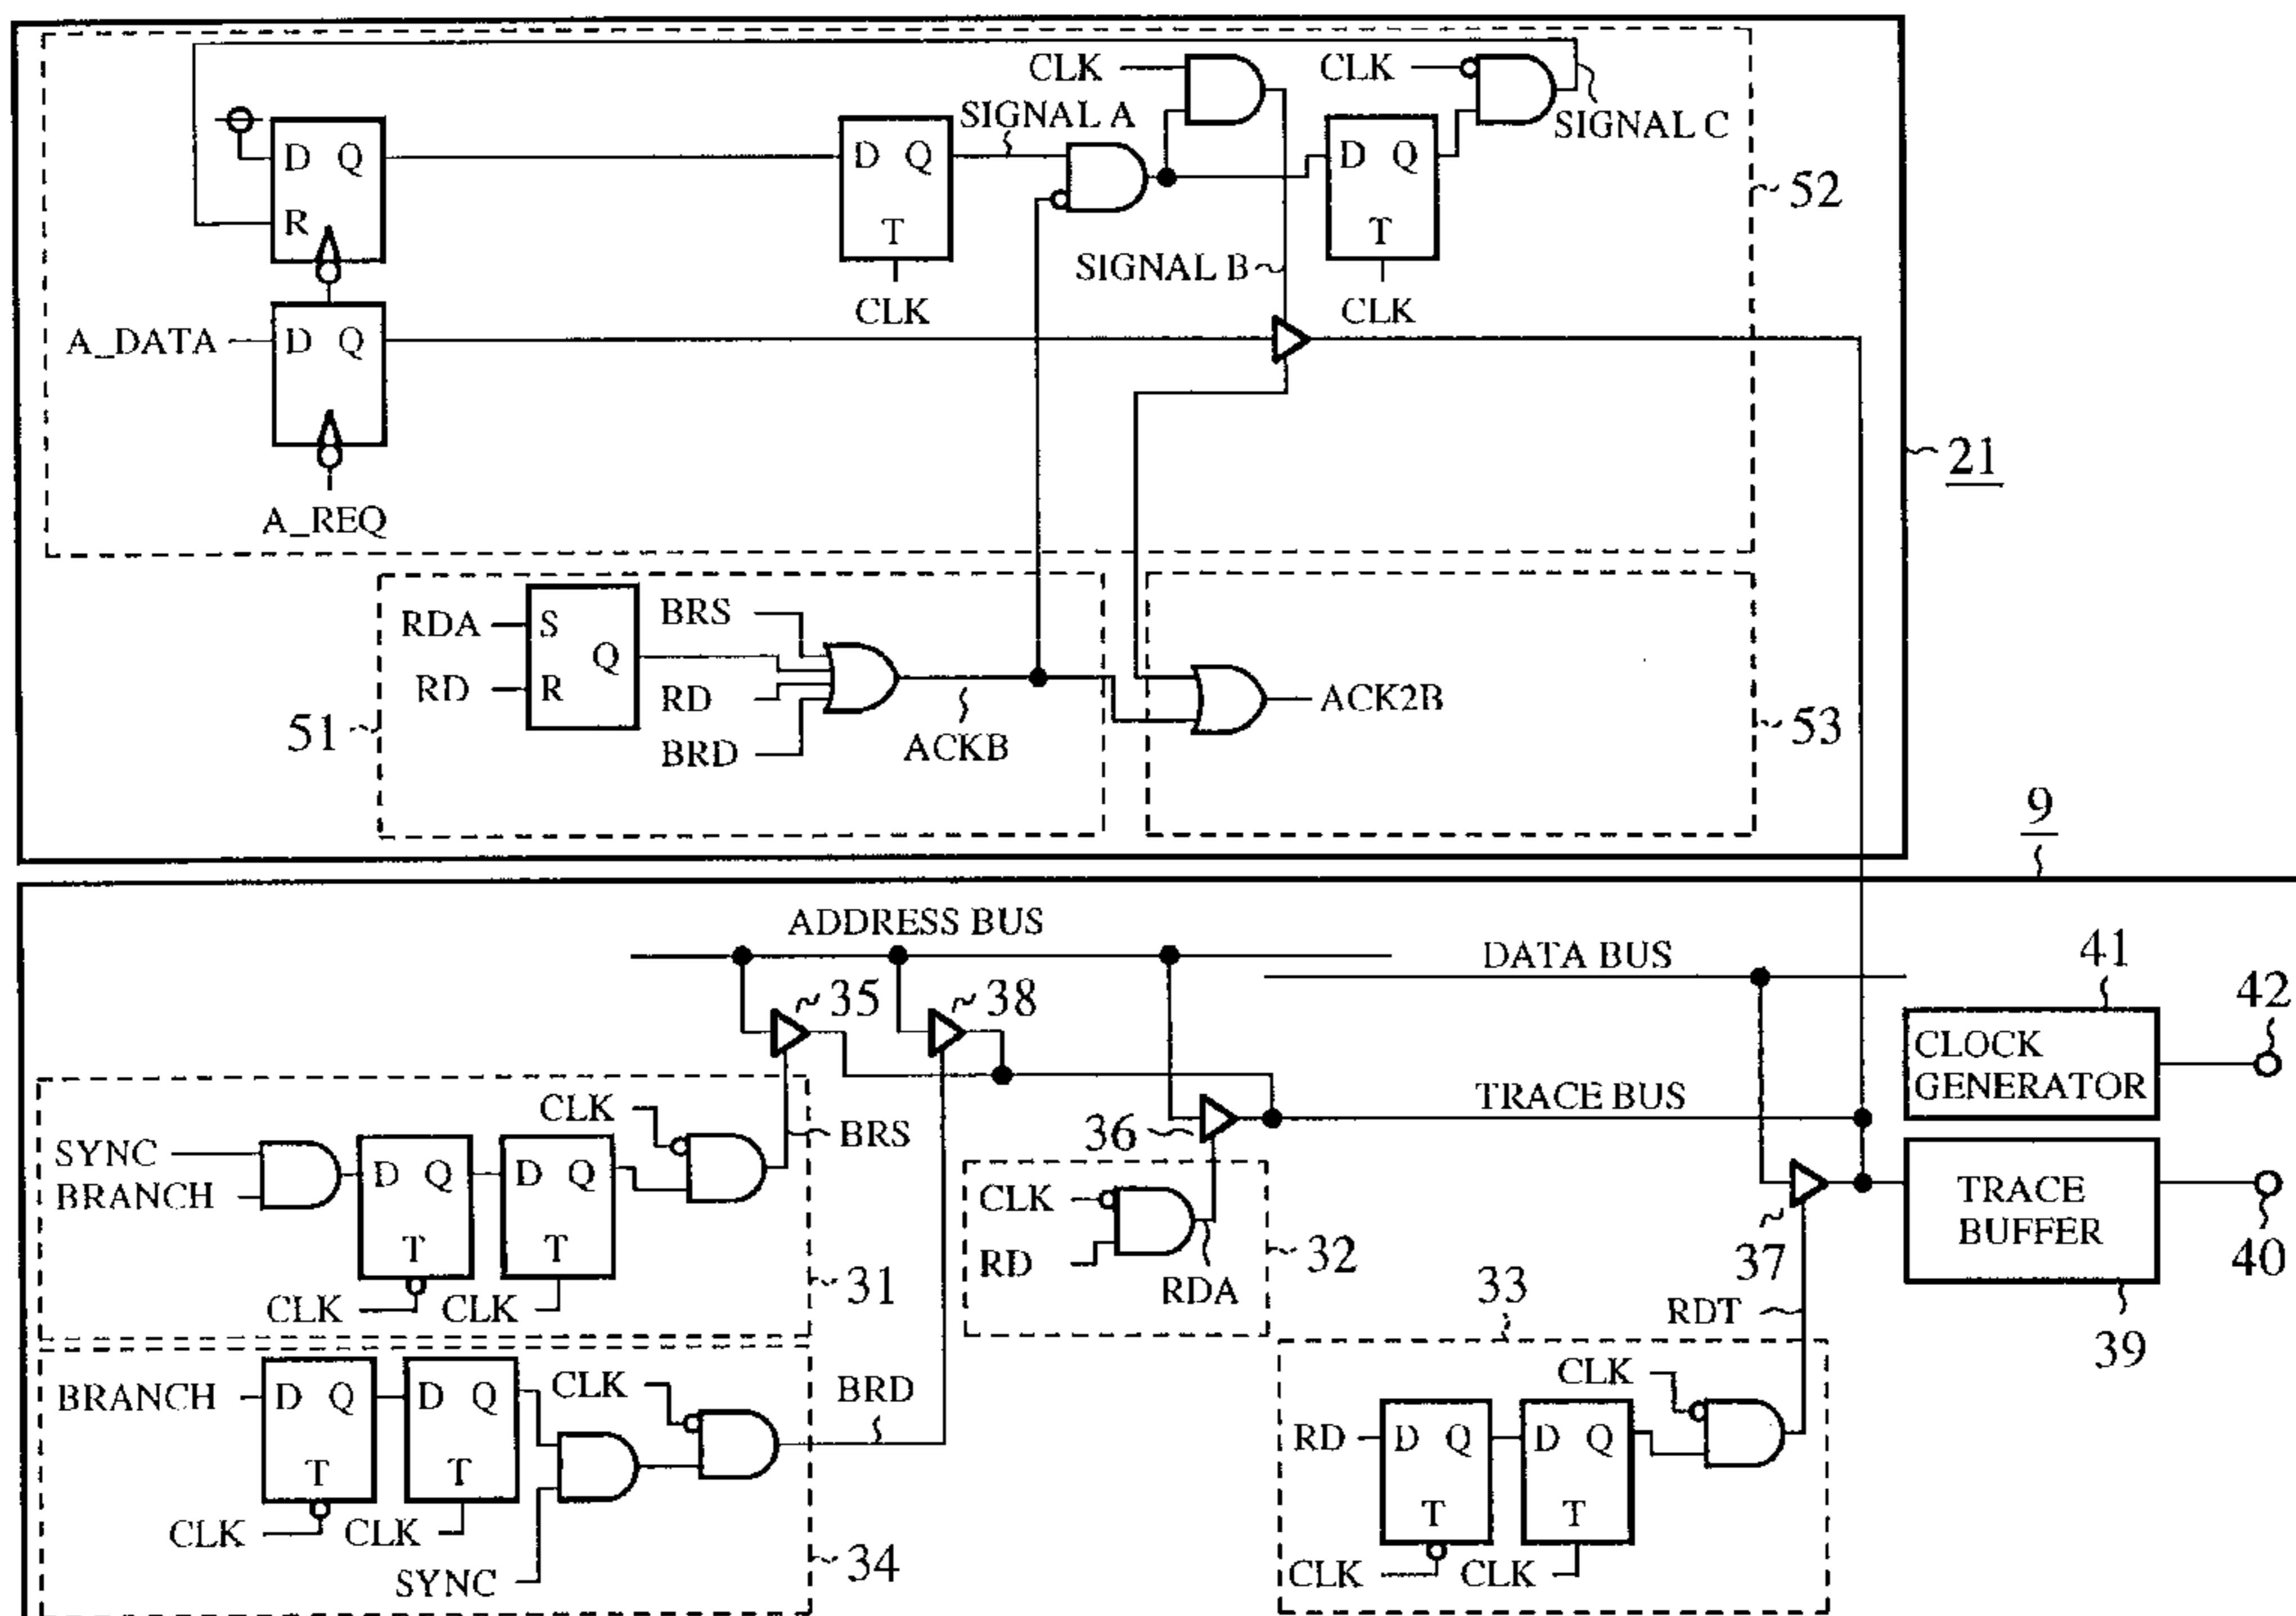 CLK
CLK
SIGNAL A
SIGNAL C
D Q
R
D Q
T
CLK
D Q
T
CLK
52
SIGNAL B
A_DATA
D Q
A_REQ
21
RDA
RD
S
Q
R
BRS
RD
BRD
ACKB
51
ACK2B
53
9
ADDRESS BUS
DATA BUS
35
38
41
42
CLOCK
GENERATOR
TRACE BUS
36
SYNC
BRANCH
D Q
T
CLK
D Q
T
CLK
CLK
BRS
31
CLK
RD
RDA
32
37
TRACE
BUFFER
40
39
33
RDT
BRANCH
D Q
T
CLK
D Q
T
CLK
SYNC
CLK
BRD
34
RD
D Q
T
CLK
D Q
T
CLK
CLK